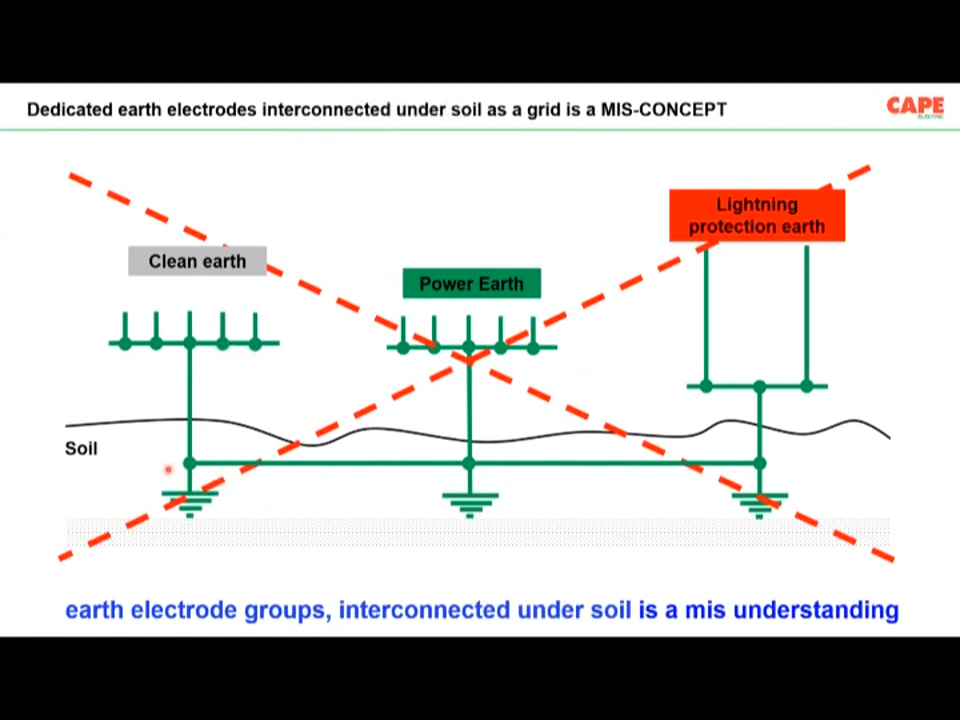 Dedicated earth electrodes interconnected under soil as a grid is a MIS-CONCEPT
CAPE
ELECTRIC
Lightning
protection earth
Clean earth
Power Earth
Soil
earth electrode groups, interconnected under soil is a mis understanding